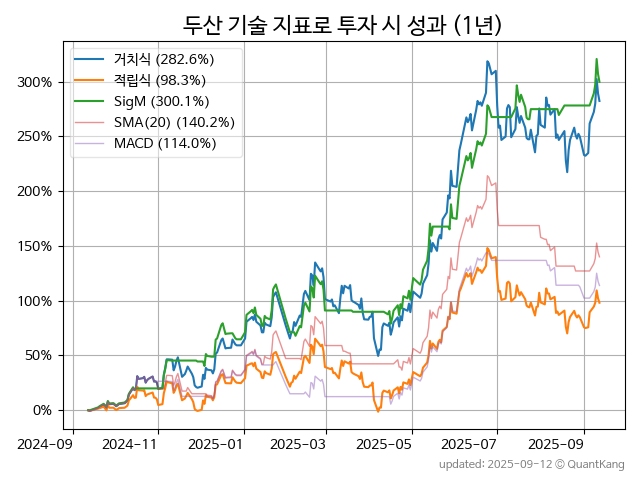 두산 기술 지표로 투자 시 성과 (1년)
거치식 (282.6%)
적립식 (98.3%)
SigM (300.1%)
SMA(20) (140.2%)
MACD (114.0%)
300%
250%
200%
150%
100%
50%
0%
2024-09 2024-11 2025-01 2025-03 2025-05 2025-07 2025-09
updated: 2025-09-12 © QuantKang